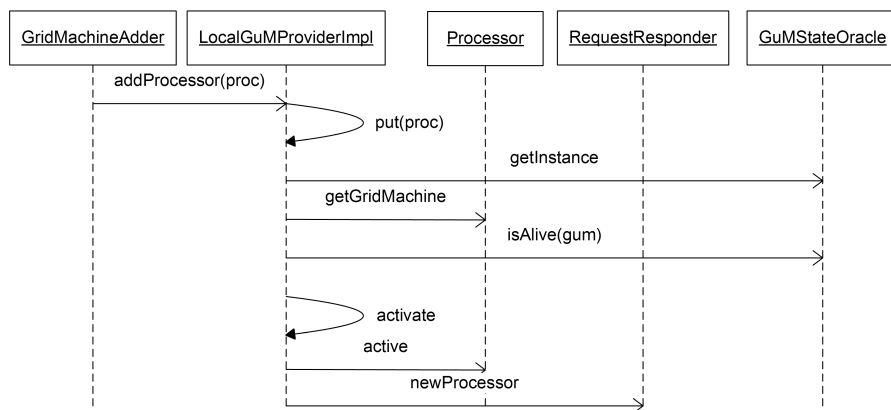 GridMachineAdder
LocalGuMProviderImpl
Processor
RequestResponder
GuMStateOracle
addProcessor(proc)
put(proc)
getInstance
getGridMachine
isAlive(gum)
activate
active
newProcessor